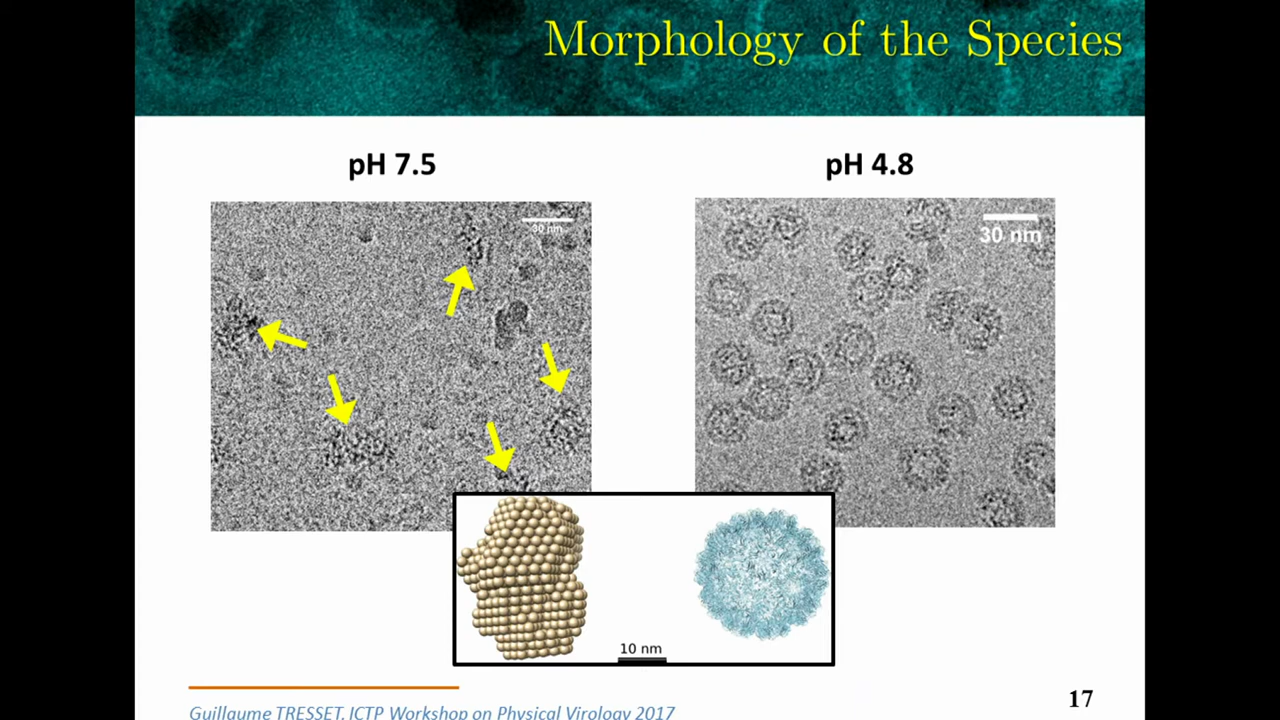 Morphology of the Species
pH 7.5
pH 4.8
30 nm
30 nm
10 nm
Guillaume TRESSET, ICTP Workshop on Physical Virology 2017
17